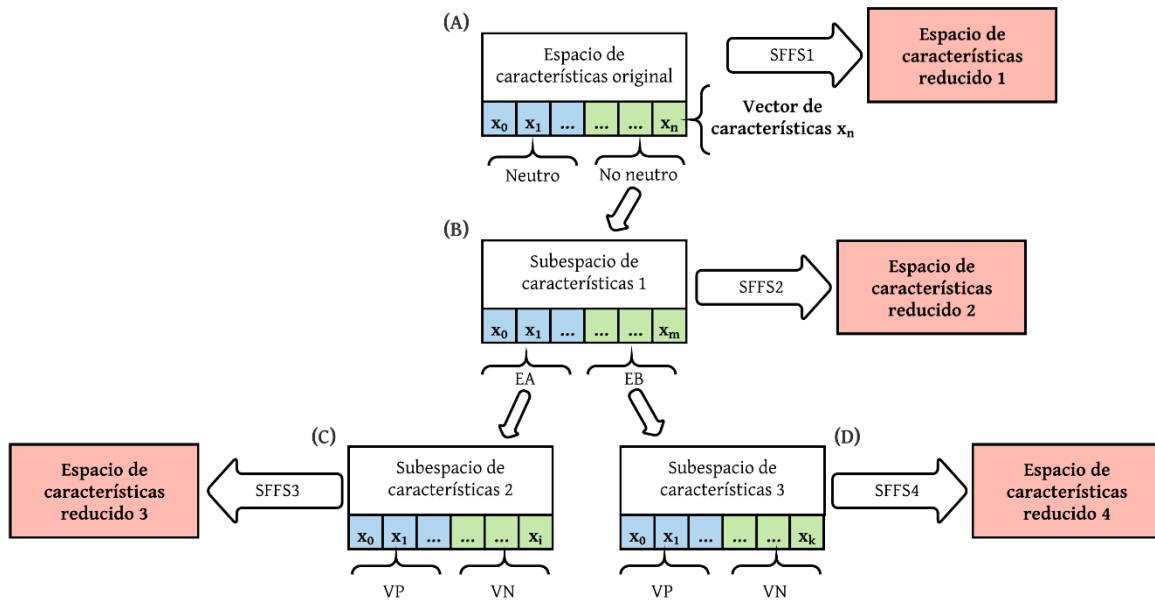 (A)
Espacio de
características original
SFFS1
Espacio de
características
reducido 1
x₀ x₁ ... ... ... xₙ
Vector de
características xₙ
Neutro
No neutro
(B)
Subespacio de
características 1
SFFS2
Espacio de
características
reducido 2
x₀ x₁ ... ... ... xₘ
EA
EB
(C)
Espacio de
características
reducido 3
SFFS3
Subespacio de
características 2
x₀ x₁ ... ... ... xᵢ
VP
VN
(D)
Subespacio de
características 3
SFFS4
Espacio de
características
reducido 4
x₀ x₁ ... ... ... xₖ
VP
VN